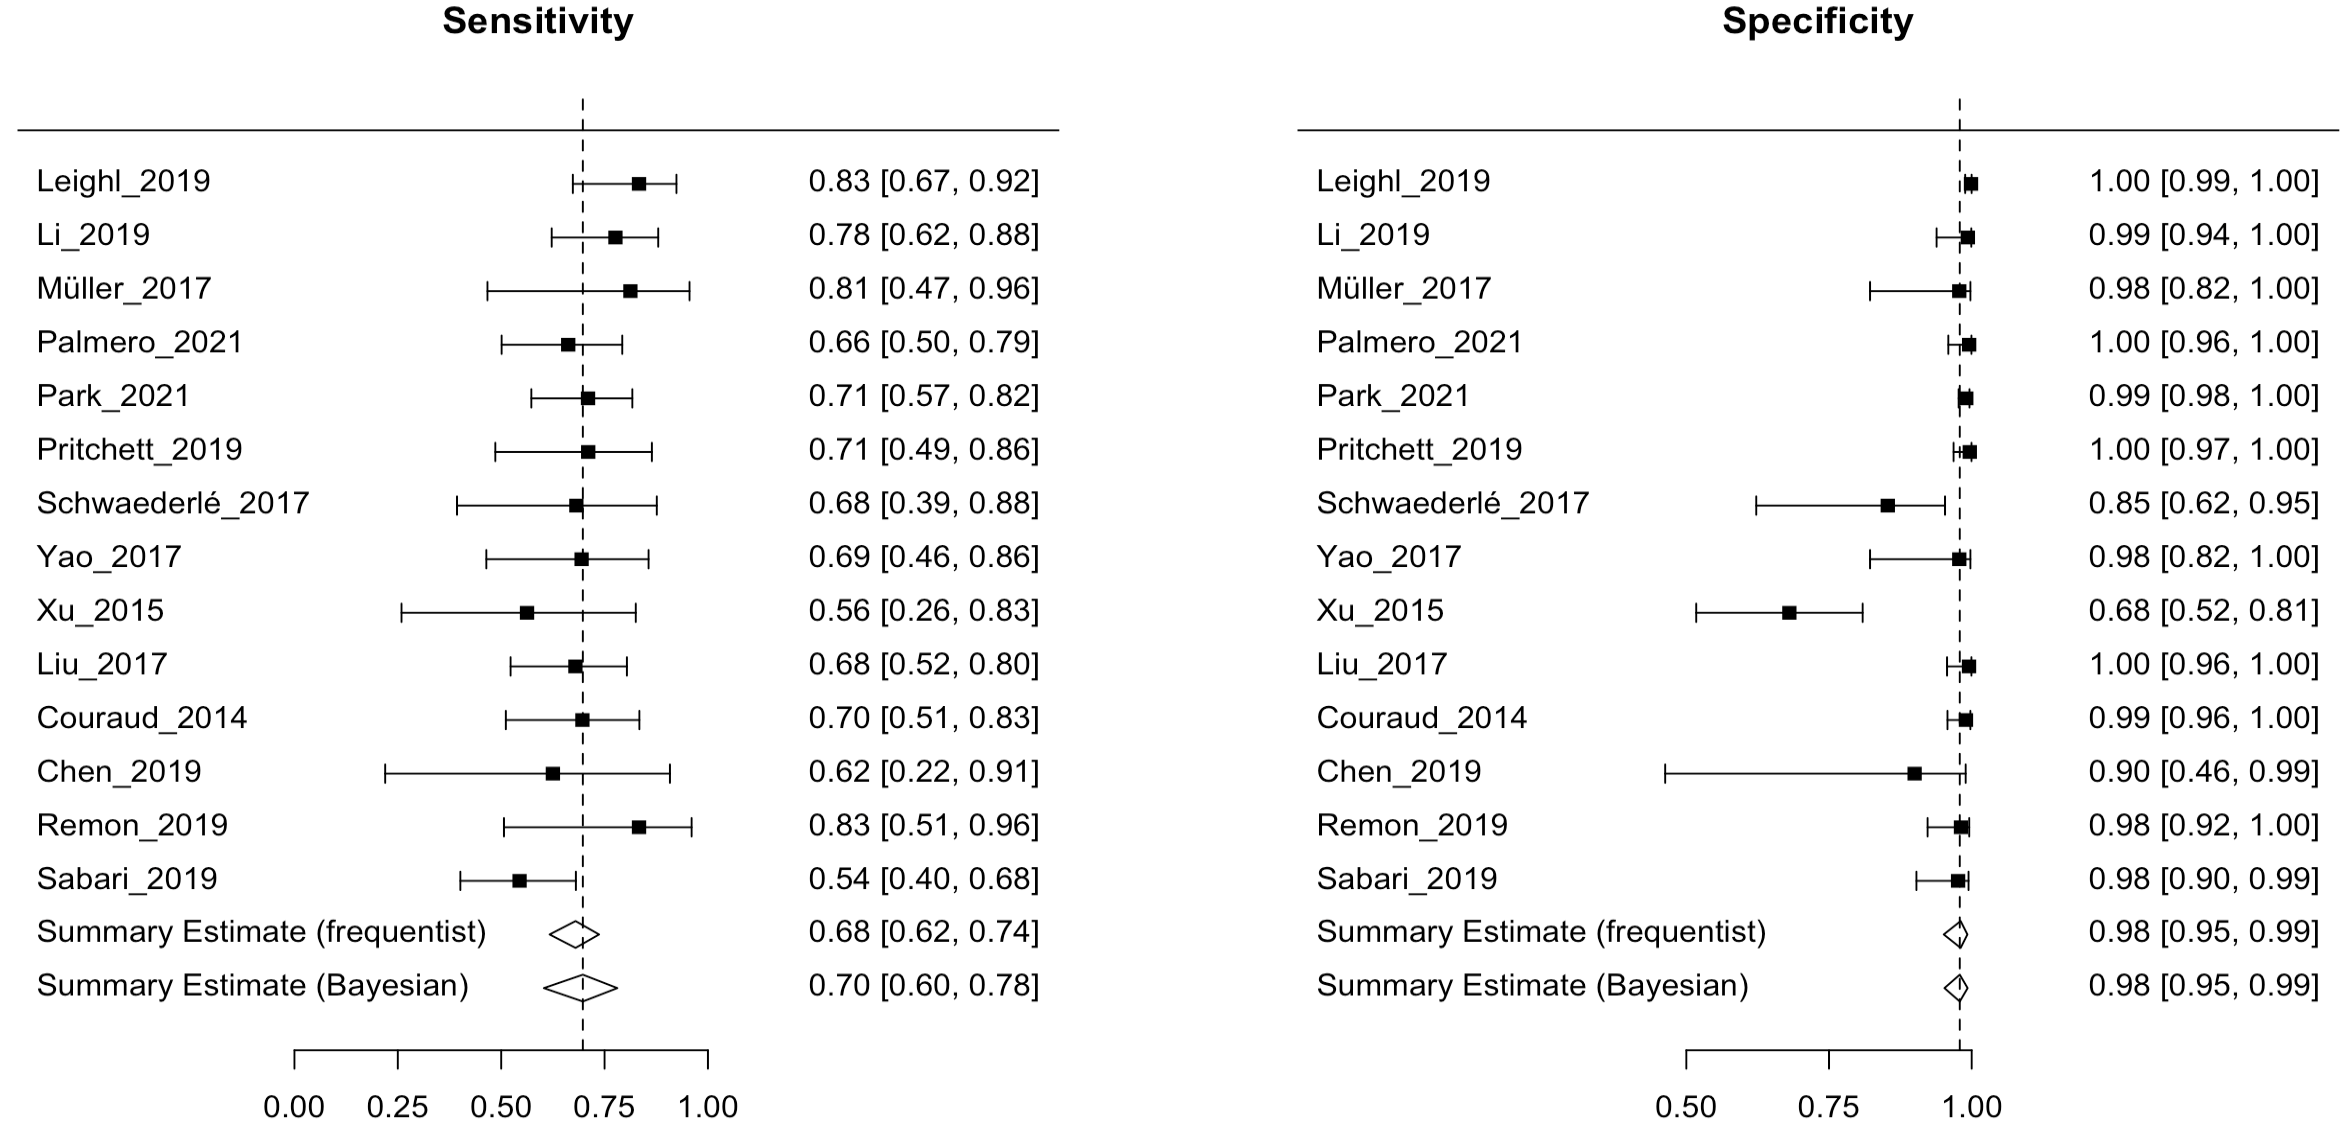 Sensitivity
Leighl_2019 0.83 [0.67, 0.92]
Li_2019 0.78 [0.62, 0.88]
Müller_2017 0.81 [0.47, 0.96]
Palmero_2021 0.66 [0.50, 0.79]
Park_2021 0.71 [0.57, 0.82]
Pritchett_2019 0.71 [0.49, 0.86]
Schwaederlé_2017 0.68 [0.39, 0.88]
Yao_2017 0.69 [0.46, 0.86]
Xu_2015 0.56 [0.26, 0.83]
Liu_2017 0.68 [0.52, 0.80]
Couraud_2014 0.70 [0.51, 0.83]
Chen_2019 0.62 [0.22, 0.91]
Remon_2019 0.83 [0.51, 0.96]
Sabari_2019 0.54 [0.40, 0.68]
Summary Estimate (frequentist) 0.68 [0.62, 0.74]
Summary Estimate (Bayesian) 0.70 [0.60, 0.78]
0.00 0.25 0.50 0.75 1.00
Specificity
Leighl_2019 1.00 [0.99, 1.00]
Li_2019 0.99 [0.94, 1.00]
Müller_2017 0.98 [0.82, 1.00]
Palmero_2021 1.00 [0.96, 1.00]
Park_2021 0.99 [0.98, 1.00]
Pritchett_2019 1.00 [0.97, 1.00]
Schwaederlé_2017 0.85 [0.62, 0.95]
Yao_2017 0.98 [0.82, 1.00]
Xu_2015 0.68 [0.52, 0.81]
Liu_2017 1.00 [0.96, 1.00]
Couraud_2014 0.99 [0.96, 1.00]
Chen_2019 0.90 [0.46, 0.99]
Remon_2019 0.98 [0.92, 1.00]
Sabari_2019 0.98 [0.90, 0.99]
Summary Estimate (frequentist) 0.98 [0.95, 0.99]
Summary Estimate (Bayesian) 0.98 [0.95, 0.99]
0.50 0.75 1.00